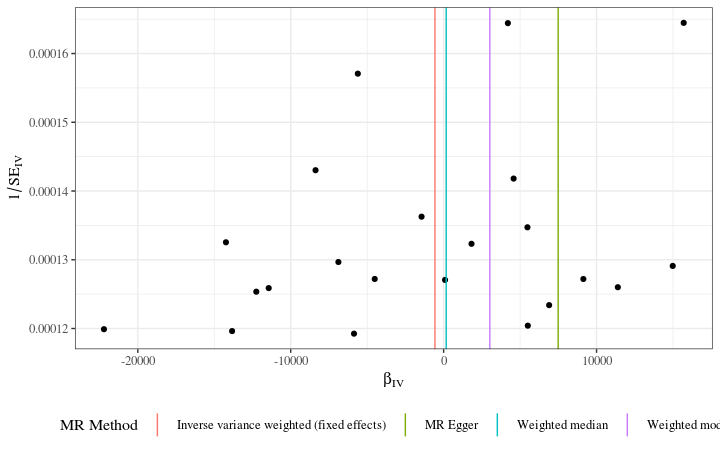 0.00016
0.00015
0.00014
0.00013
0.00012
1/SE_IV
-20000 -10000 0 10000
β_IV
MR Method Inverse variance weighted (fixed effects) MR Egger Weighted median Weighted mod